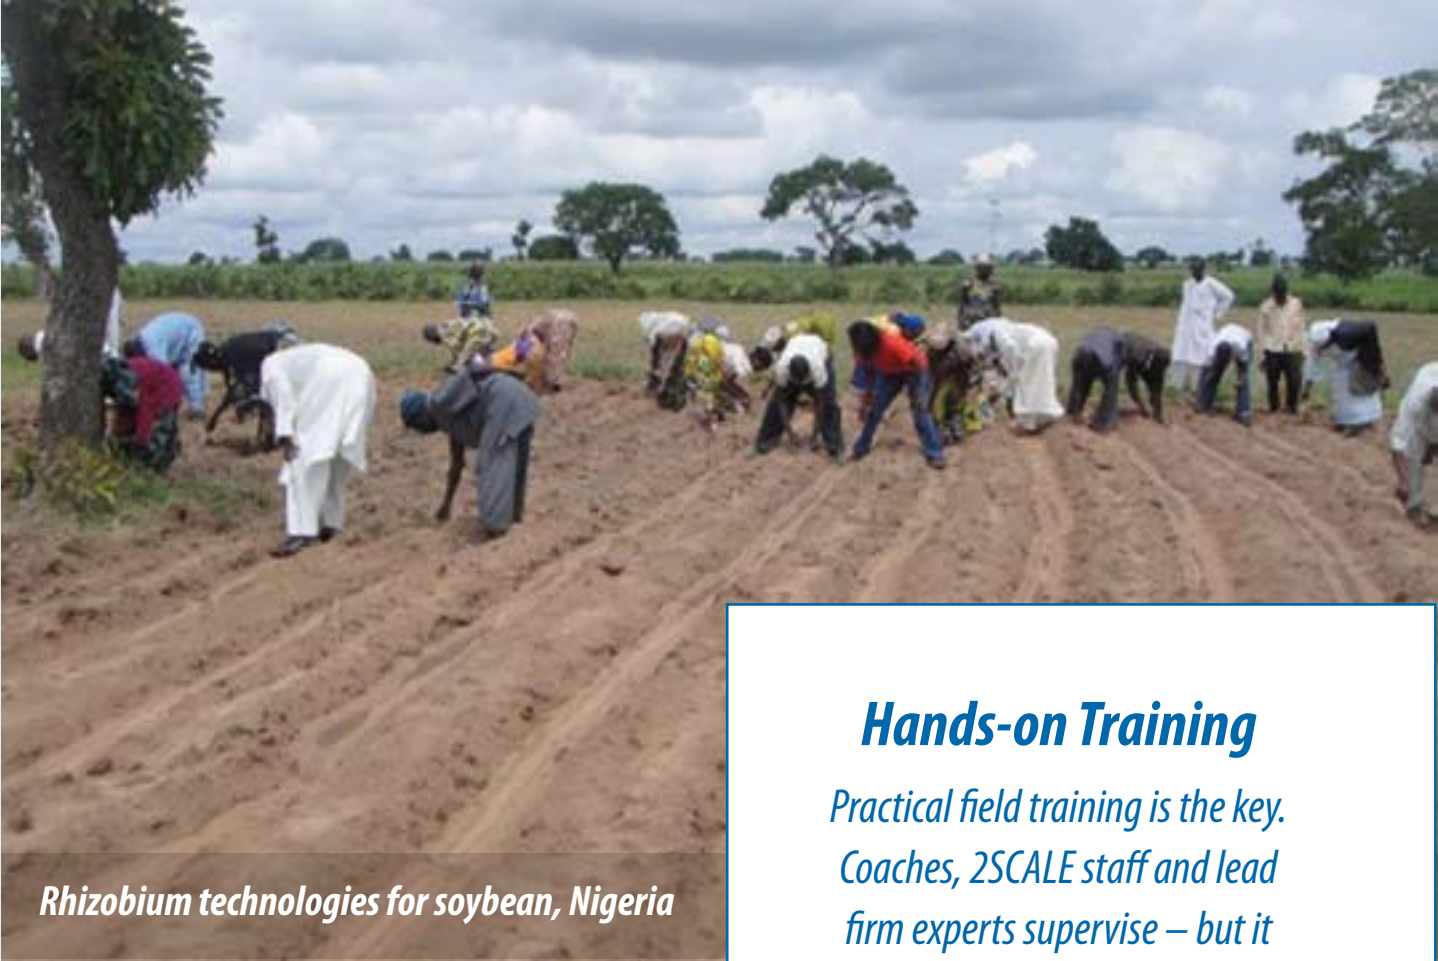 Hands-on Training
Practical field training is the key.
Coaches, 2SCALE staff and lead
firm experts supervise – but it
Rhizobium technologies for soybean, Nigeria